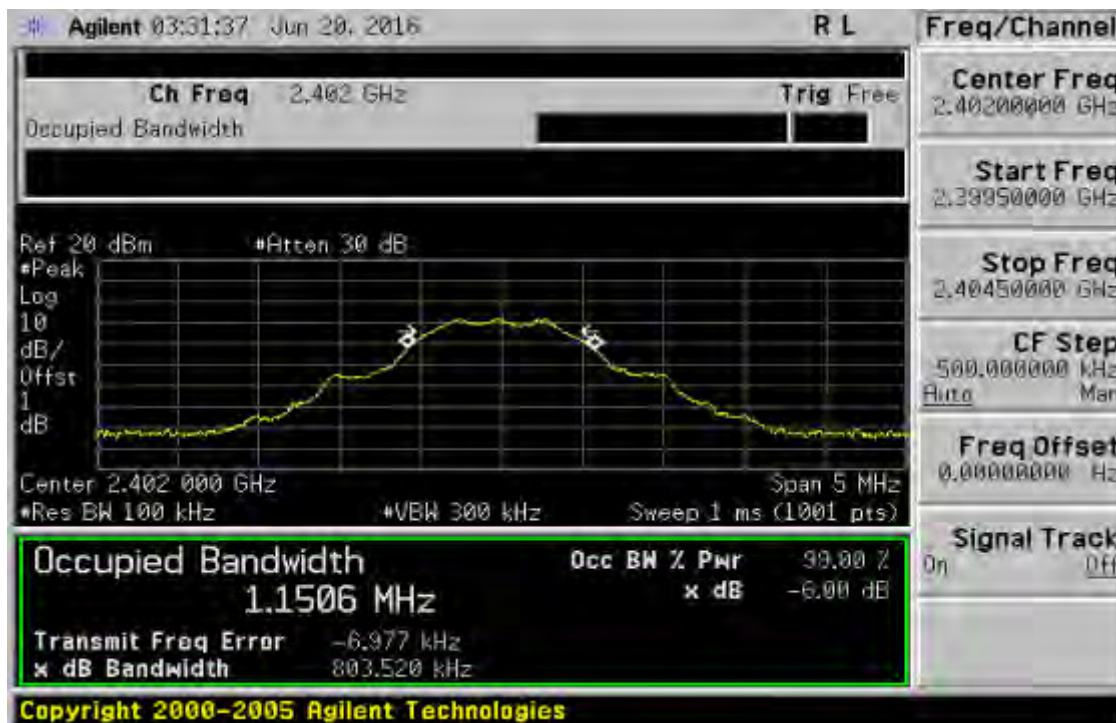 Agilent 03:31:37 Jun 20, 2016 R L
Ch Freq 2.402 GHz Trig Free
Occupied Bandwidth
Ref 20 dBm #Atten 30 dB
#Peak
Log
10
dB/
Offst
1
dB
Center 2.402 000 GHz Span 5 MHz
#Res BW 100 kHz #VBW 300 kHz Sweep 1 ms (1001 pts)
Occupied Bandwidth
1.1506 MHz
Occ BW % Pwr 99.00 %
x dB -6.00 dB
Transmit Freq Error -6.977 kHz
x dB Bandwidth 803.520 kHz
Copyright 2000-2005 Agilent Technologies
Freq/Channel
Center Freq
2.40200000 GHz
Start Freq
2.39950000 GHz
Stop Freq
2.40450000 GHz
CF Step
500.000000 kHz
Auto Man
Freq Offset
0.00000000 Hz
Signal Track
On Off